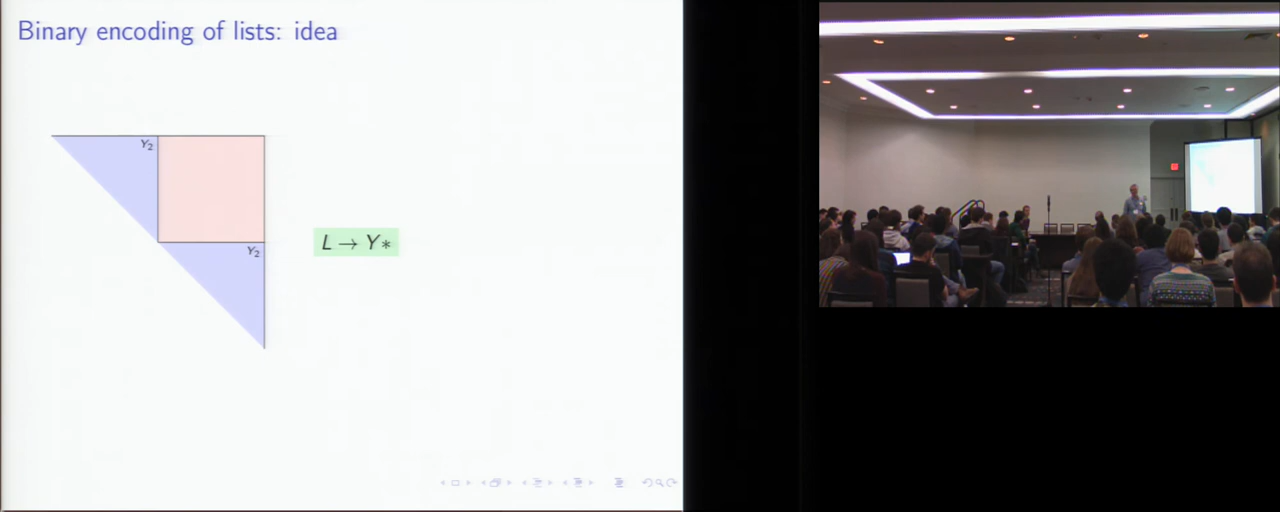 Binary encoding of lists: idea
Y₂
Y₂
L → Y*